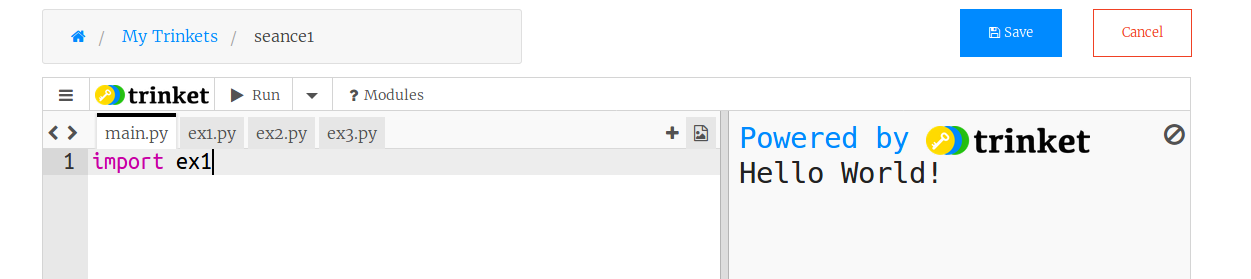 / My Trinkets / seance1
Save
Cancel
trinket Run ? Modules
main.py ex1.py ex2.py ex3.py +
1 import ex1
Powered by trinket
Hello World!